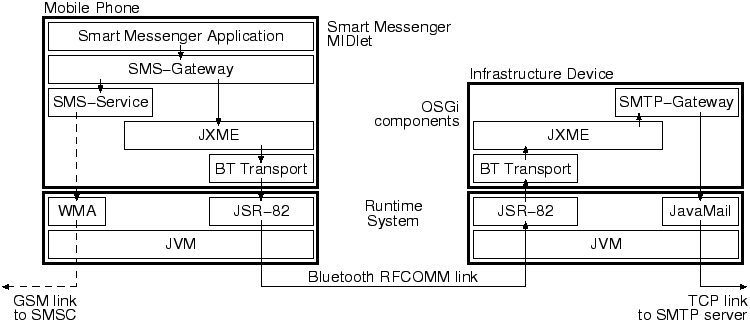 Mobile Phone
Smart Messenger Application
Smart Messenger
MIDlet
SMS-Gateway
Infrastructure Device
SMS-Service
OSGi
components
SMTP-Gateway
JXME
JXME
BT Transport
BT Transport
WMA
JSR-82
Runtime
System
JSR-82
JavaMail
JVM
JVM
Bluetooth RFCOMM link
GSM link
to SMSC
TCP link
to SMTP server